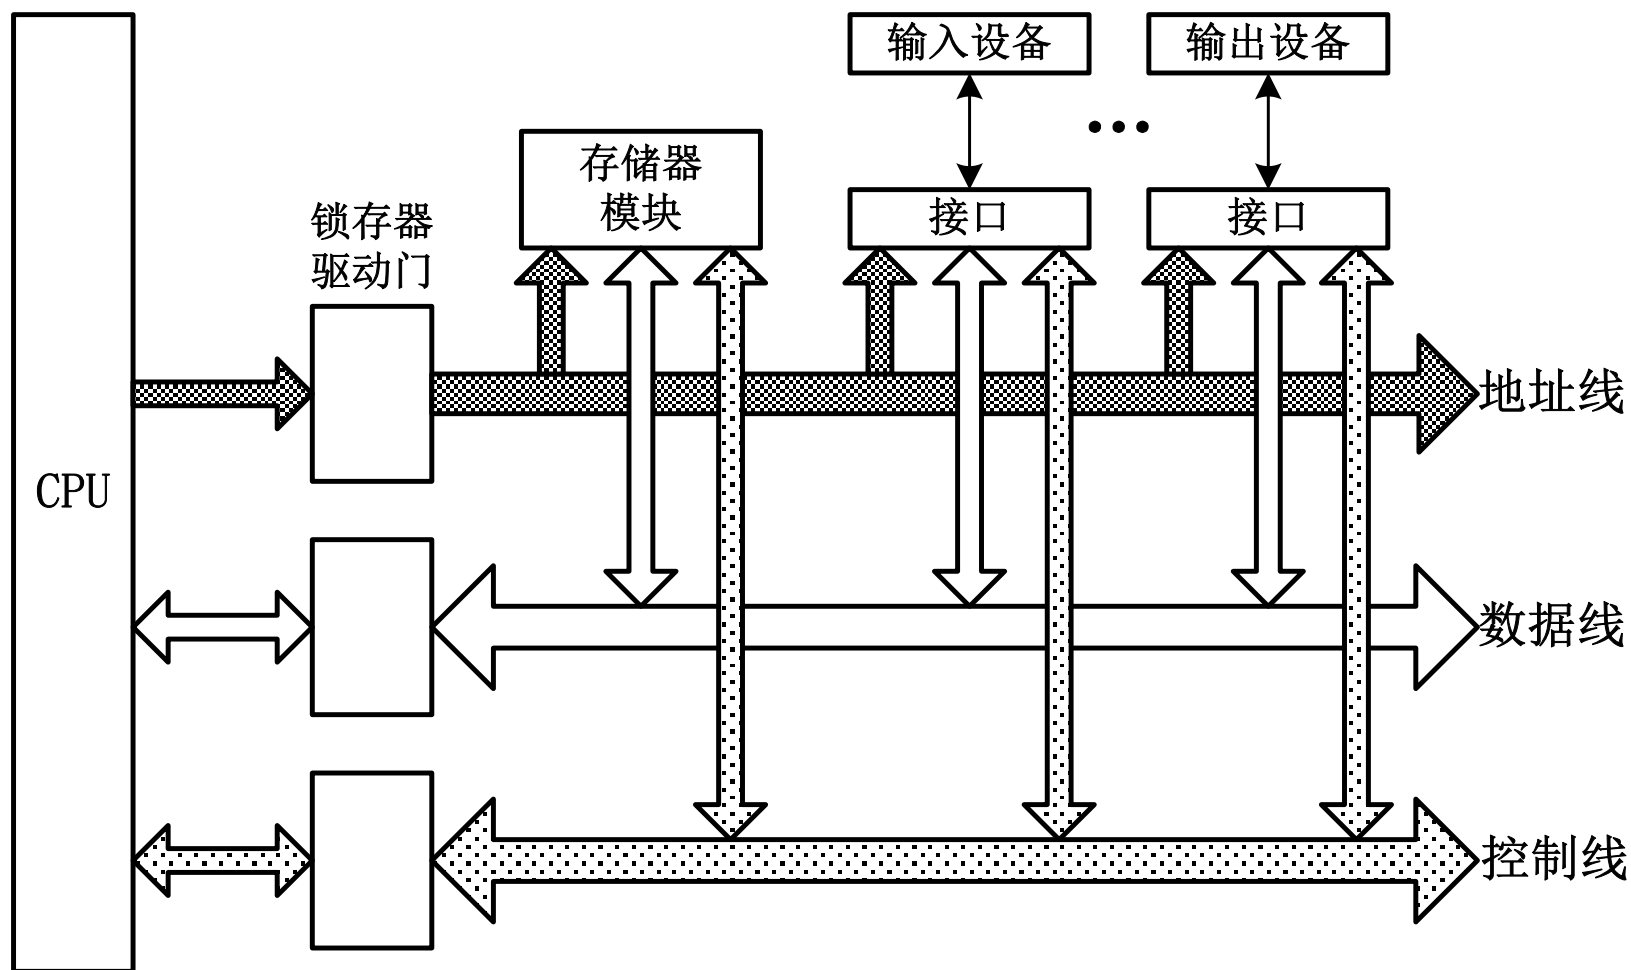 输入设备
输出设备
存储器
模块
接口
接口
锁存器
驱动门
地址线
CPU
数据线
控制线